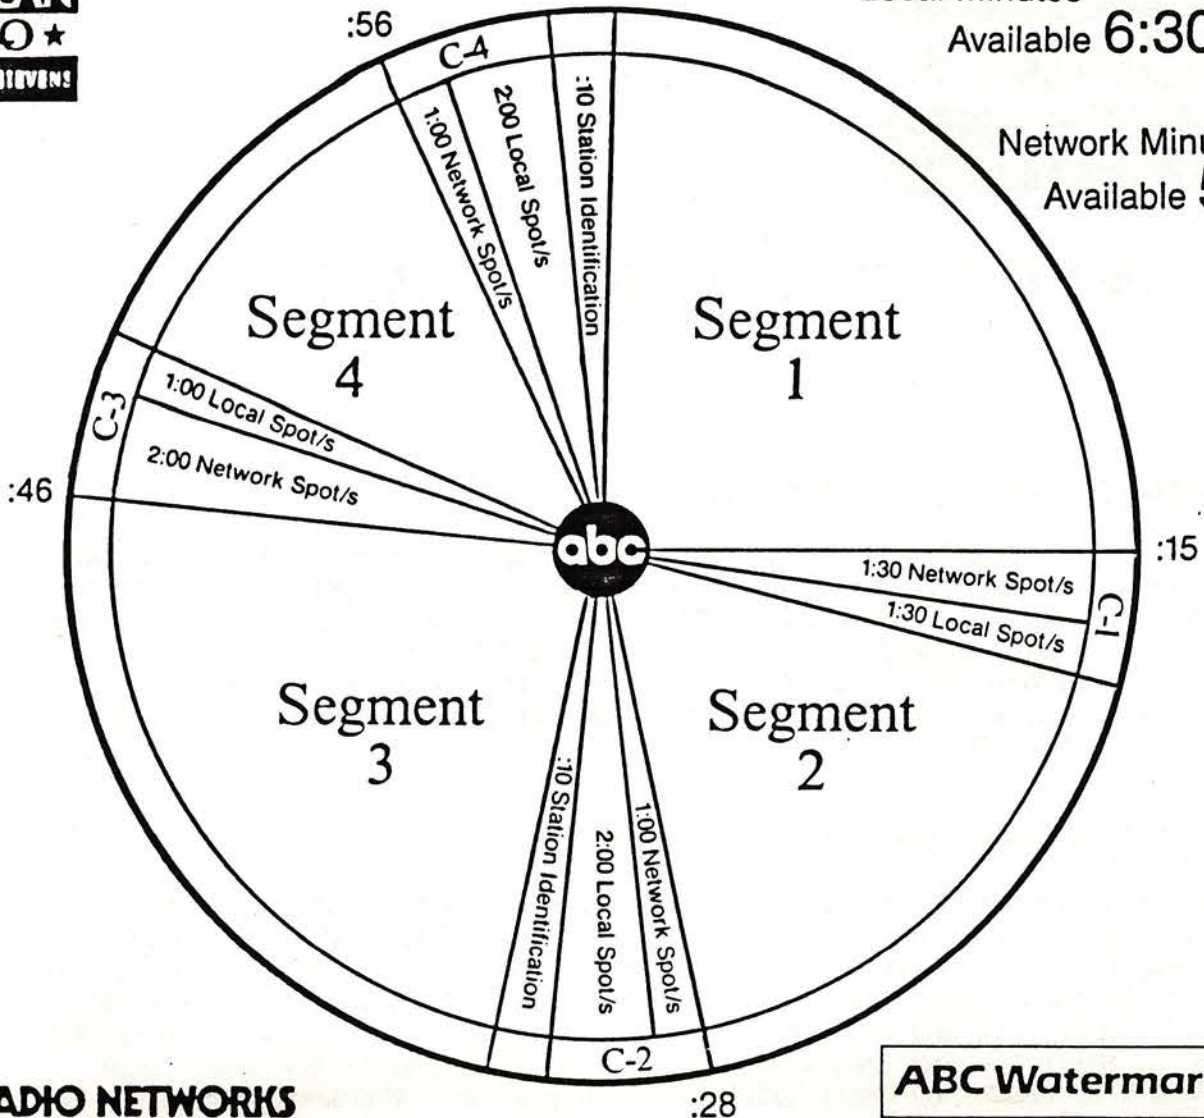 :56
Available 6:30
Network
Available
C-4
1:00 Network Spot/s
2:00 Local Spot/s
:10 Station Identification
Segment
4
Segment
1
1:00 Local Spot/s
C-3
2:00 Network Spot/s
:46
abc
:15
1:30 Network Spot/s
1:30 Local Spot/s
C-1
Segment
3
Segment
2
:10 Station Identification
2:00 Local Spot/s
1:00 Network Spot/s
C-2
NETWORKS
:28
ABC